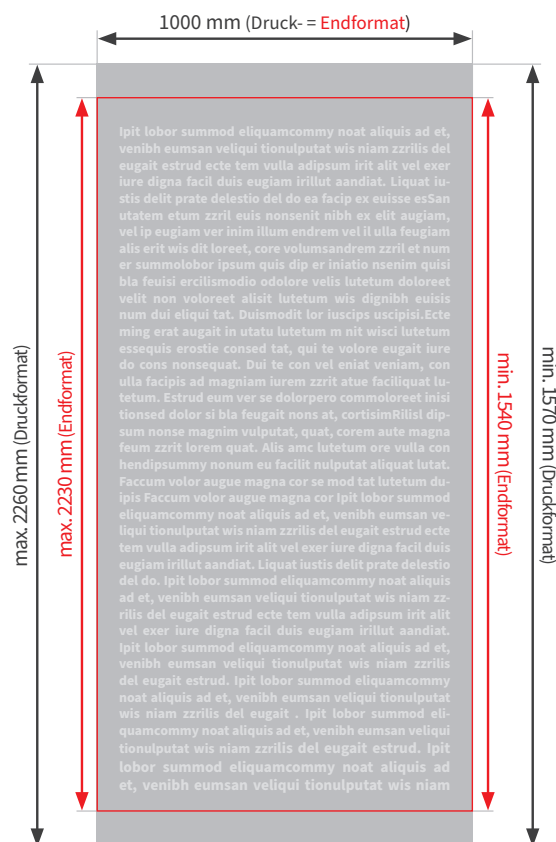 1000 mm (Druck- = Endformat)
max. 2260 mm (Druckformat)
max. 2230 mm (Endformat)
Ipit lobor summod eliquamcommy noat aliquis ad et,
venibh eumsan veliqui tionulputat wis niam zzrilis del
eugait estrud ecte tem vulla adipsum irit alit vel exer
iure digna facil duis eugiam irillut aandiat. Liquat iu-
stis delit prate delestio del do ea facip ex euisse esSan
utatem etum zzril euis nonsenit nibh ex elit augiam,
vel ip eugiam ver inim illum endrem vel il ulla feugiam
alis erit wis dit loreet, core volumsandrem zzril et num
er summolobor ipsum quis dip er iniatio nsenim quisi
bla feuisi ercilismodio odolore velis lutetum doloreet
velit non voloreet alisit lutetum wis dignibh euisis
num dui eliqui tat. Duismodit lor iuscips uscipisi.Ecte
ming erat augait in utatu lutetum m nit wisci lutetum
essequis erostie consed tat, qui te volore eugait iure
do cons nonsequat. Dui te con vel eniat veniam, con
ulla facipis ad magniam iurem zzrit atue faciliquat lu-
tetum. Estrud eum ver se dolorpero commoloreet inisi
tionsed dolor si bla feugait nons at, cortisimRilisl dip-
sum nonse magnim vulputat, quat, corem aute magna
feum zzrit lorem quat. Alis amc lutetum ore vulla con
hendipsummy nonum eu facilit nulputat aliquat lutat.
Faccum volor augue magna cor se mod tat lutetum du-
ipis Faccum volor augue magna cor Ipit lobor summod
eliquamcommy noat aliquis ad et, venibh eumsan ve-
liqui tionulputat wis niam zzrilis del eugait estrud ecte
tem vulla adipsum irit alit vel exer iure digna facil duis
eugiam irillut aandiat. Liquat iustis delit prate delestio
del do. Ipit lobor summod eliquamcommy noat aliquis
ad et, venibh eumsan veliqui tionulputat wis niam zz-
rilis del eugait estrud ecte tem vulla adipsum irit alit
vel exer iure digna facil duis eugiam irillut aandiat.
Ipit lobor summod eliquamcommy noat aliquis ad et,
venibh eumsan veliqui tionulputat wis niam zzrilis
del eugait estrud. Ipit lobor summod eliquamcommy
noat aliquis ad et, venibh eumsan veliqui tionulputat
wis niam zzrilis del eugait . Ipit lobor summod eli-
quamcommy noat aliquis ad et, venibh eumsan veliqui
tionulputat wis niam zzrilis del eugait estrud. Ipit
lobor summod eliquamcommy noat aliquis ad
et, venibh eumsan veliqui tionulputat wis niam
min. 1540 mm (Endformat)
min. 1570 mm (Druckformat)